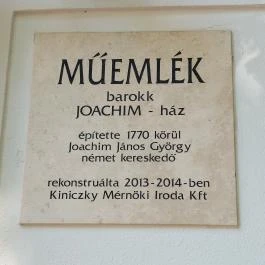 MŰEMLÉK
barokk
JOACHIM - ház
építette 1770 körül
Joachim János György
német kereskedő
rekonstruálta 2013-2014-ben
Kiniczky Mérnöki Iroda Kft